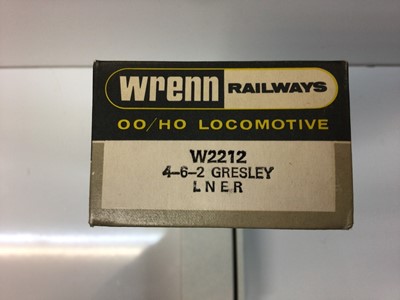 wrenn RAILWAYS
OO/HO LOCOMOTIVE
W2212
4-6-2 GRESLEY
LNER